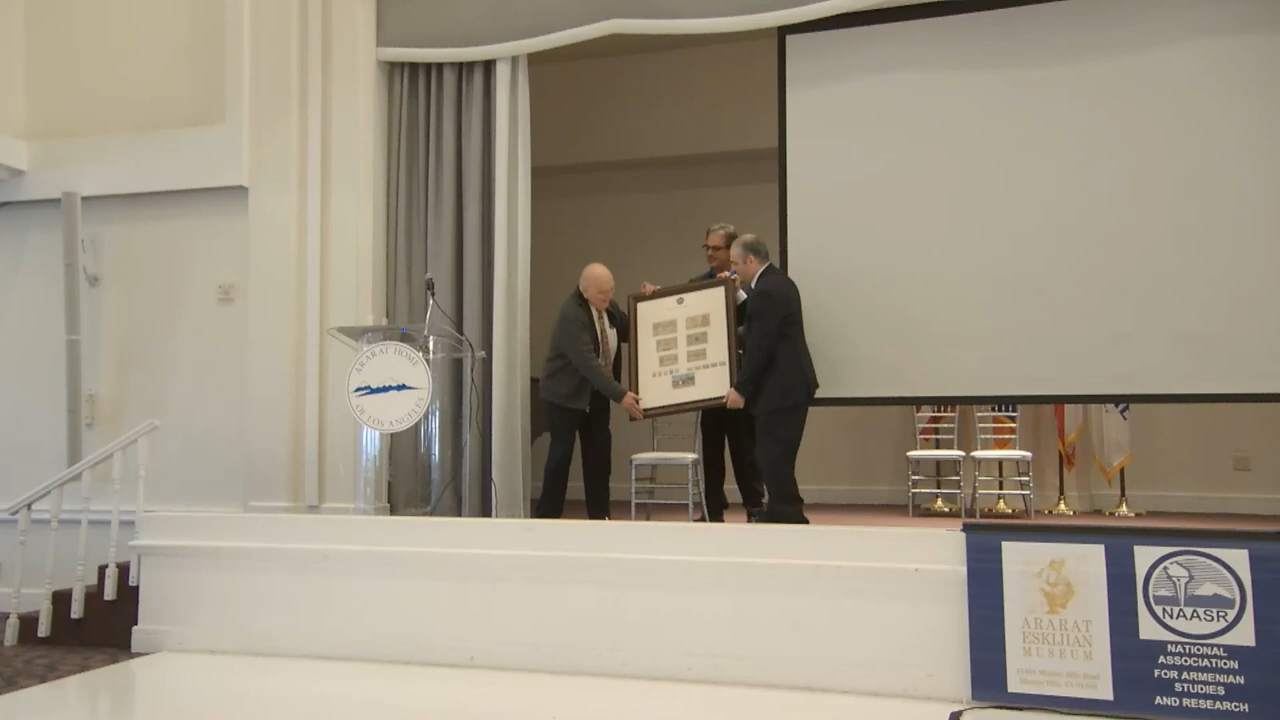 ARARAT HOME
OF LOS ANGELES
ARARAT
ESKIJIAN
MUSEUM
NAASR
NATIONAL
ASSOCIATION
FOR ARMENIAN
STUDIES
AND RESEARCH